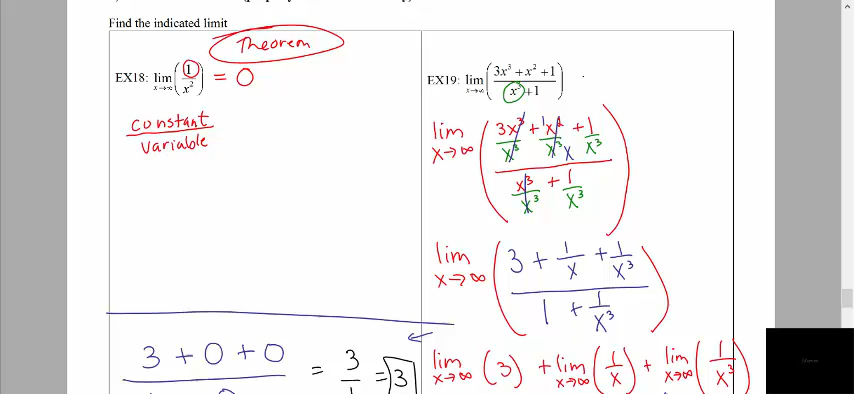 Find the indicated limit
Theorem
EX18: lim x→∞ (1/x²) = 0
constant
variable
EX19: lim x→∞ ((3x³ + x² + 1)/(x³ + 1))
lim x→∞ ((3x³/x³ + 1x²/x³ x + 1/x³)/(x³/x³ + 1/x³))
lim x→∞ ((3 + 1/x + 1/x³)/(1 + 1/x³))
3 + 0 + 0 = 3/1 = 3
lim x→∞ (3) + lim x→∞ (1/x) + lim x→∞ (1/x³)